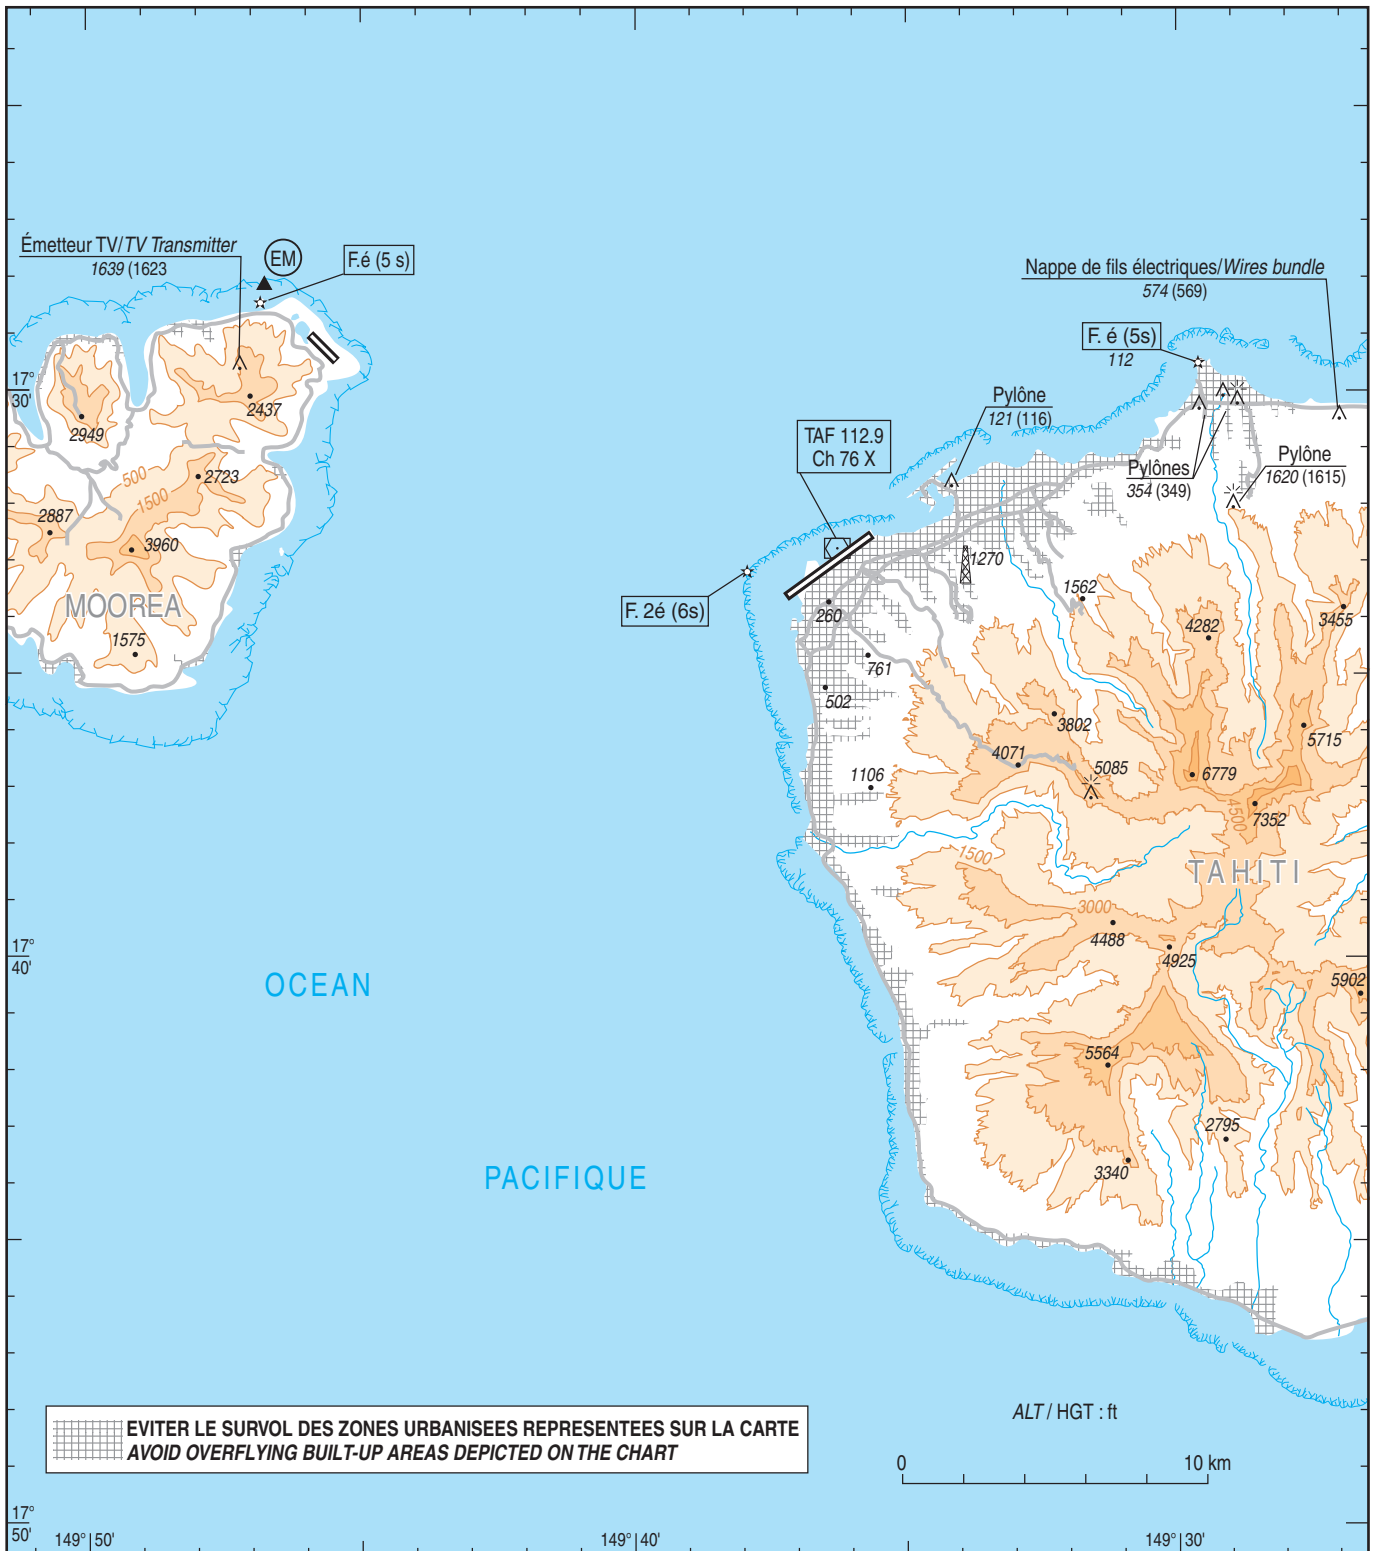 Émetteur TV/TV Transmitter
1639 (1623
EM
F.é (5 s)
Nappe de fils électriques/Wires bundle
574 (569)
F. é (5s)
112
17°
30'
Pylône
121 (116)
TAF 112.9
Ch 76 X
Pylônes
354 (349)
Pylône
1620 (1615)
2437
2949
500
2723
1500
2887
3960
MOOREA
1575
F. 2é (6s)
1270
260
1562
4282
3455
761
502
3802
4071
5085
5715
6779
1106
4500
7352
1500
TAHITI
3000
4488
4925
17°
40'
OCEAN
5902
5564
2795
3340
PACIFIQUE
EVITER LE SURVOL DES ZONES URBANISEES REPRESENTEES SUR LA CARTE
AVOID OVERFLYING BUILT-UP AREAS DEPICTED ON THE CHART
ALT / HGT : ft
0 10 km
17°
50'
149° 50'
149° 40'
149° 30'